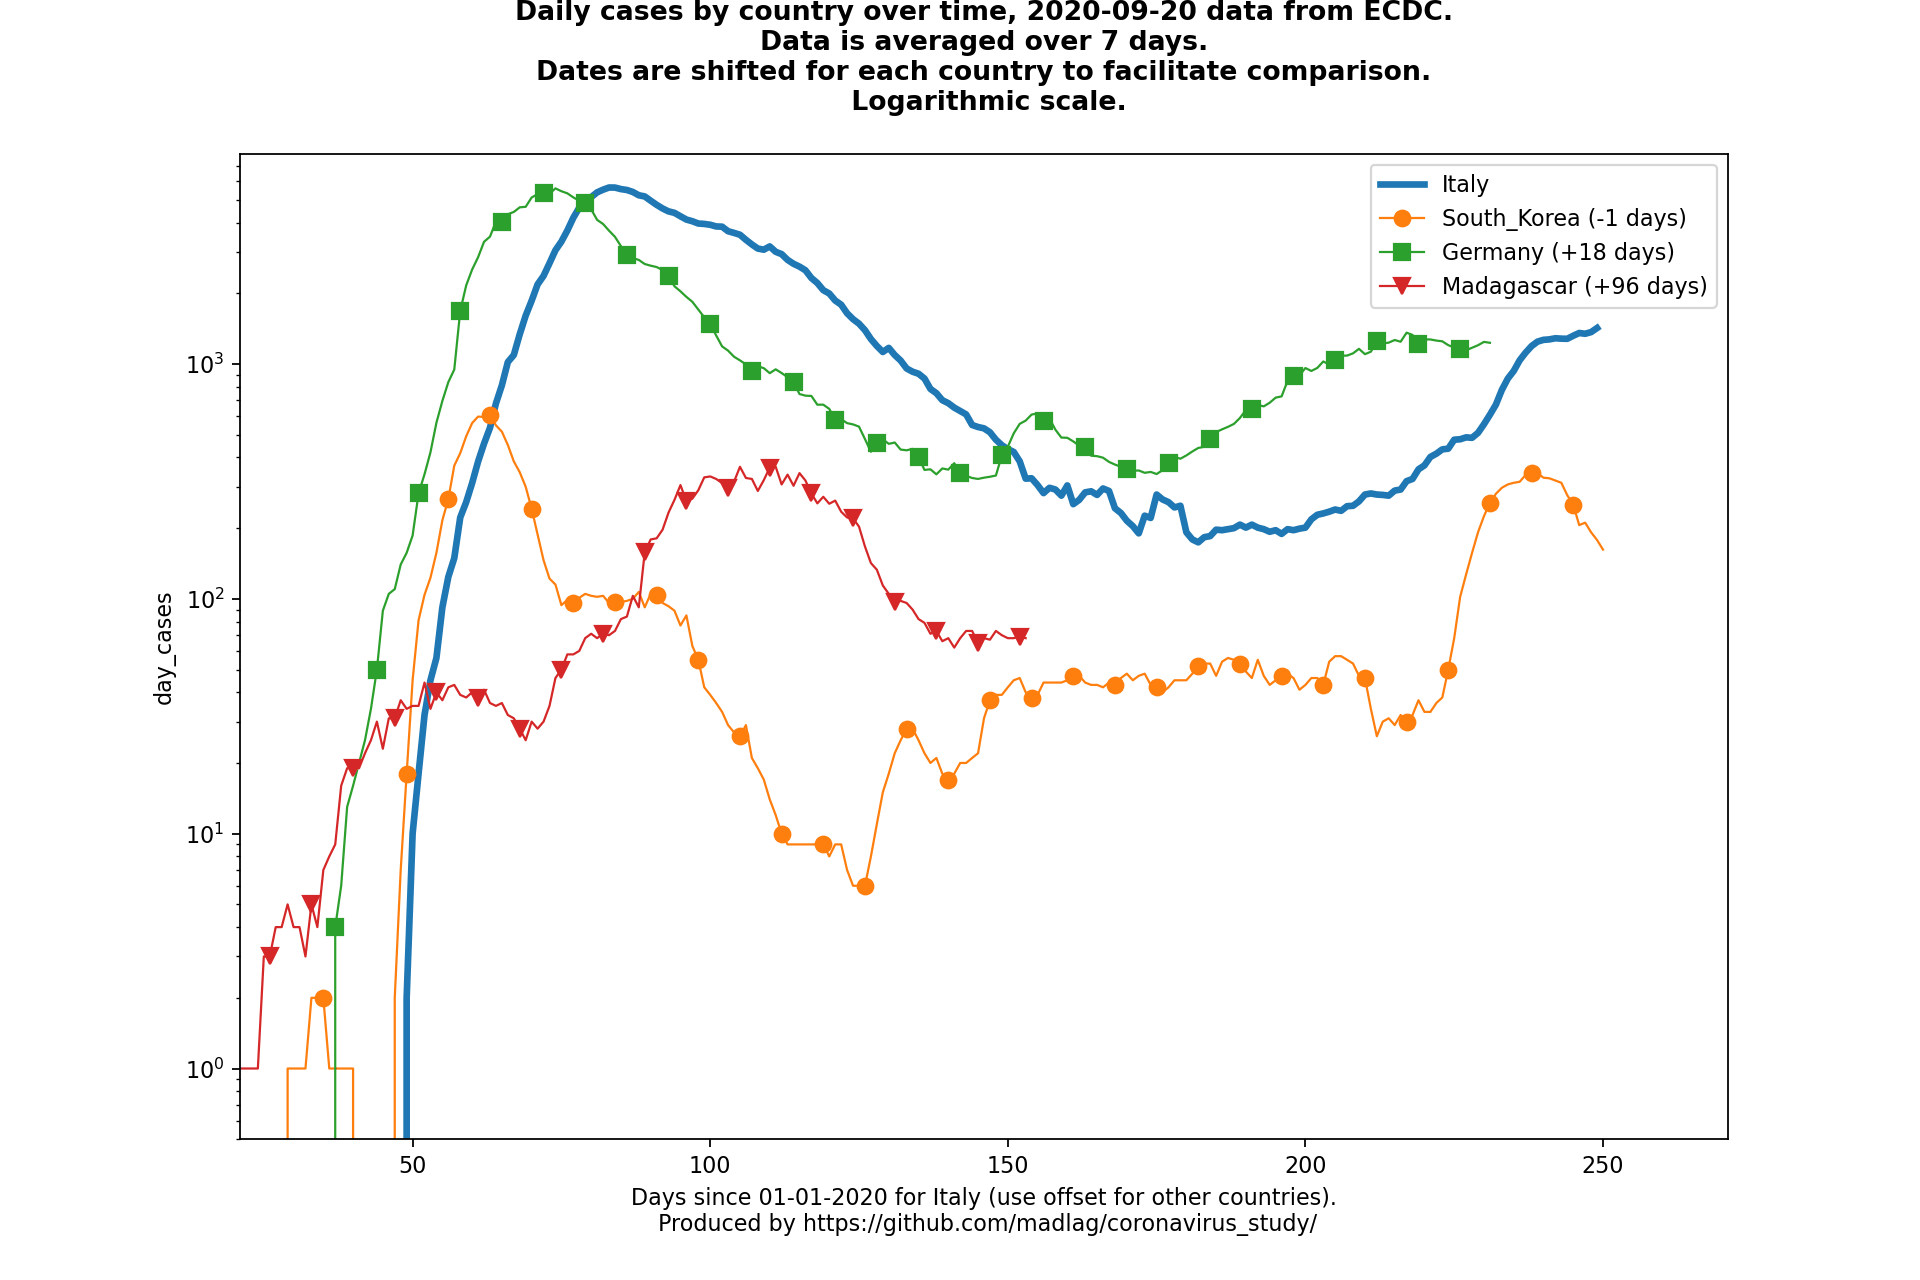 Daily cases by country over time, 2020-09-20 data from ECDC.
Data is averaged over 7 days.
Dates are shifted for each country to facilitate comparison.
Logarithmic scale.
Italy
South_Korea (-1 days)
Germany (+18 days)
Madagascar (+96 days)
day_cases
10³
10²
10¹
10⁰
50 100 150 200 250
Days since 01-01-2020 for Italy (use offset for other countries).
Produced by https://github.com/madlag/coronavirus_study/